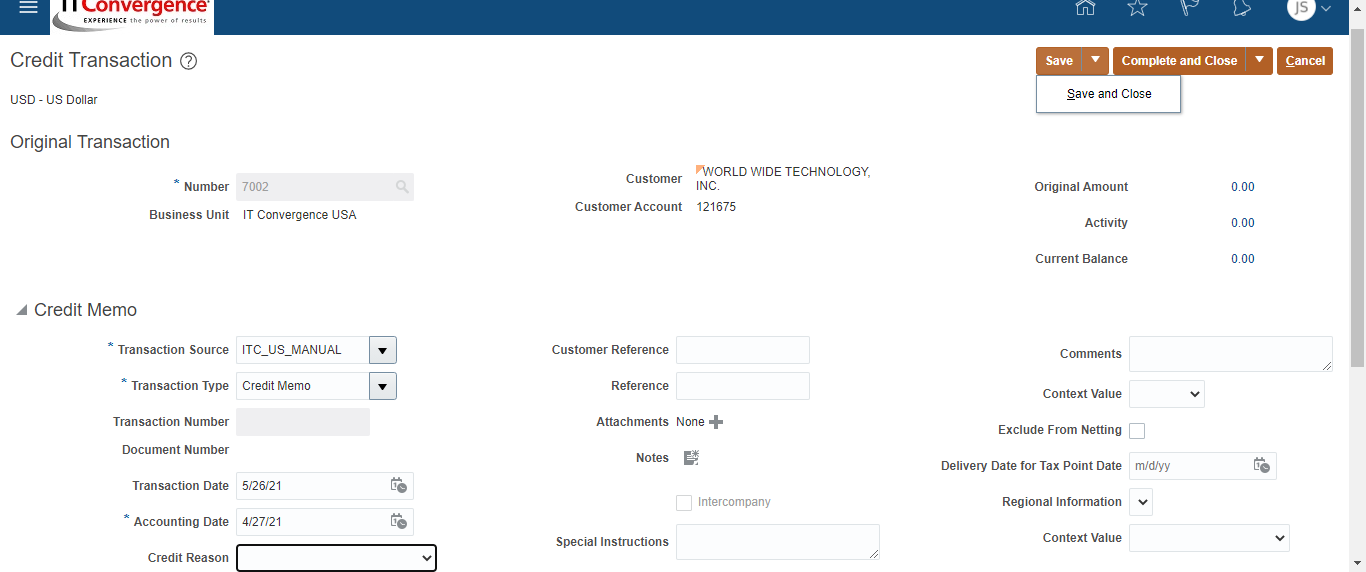 IT Convergence
EXPERIENCE the power of results
JS
Credit Transaction ?
Save
Complete and Close
Cancel
Save and Close
USD - US Dollar
Original Transaction
* Number 7002
Business Unit IT Convergence USA
Customer WORLD WIDE TECHNOLOGY,
INC.
Customer Account 121675
Original Amount 0.00
Activity 0.00
Current Balance 0.00
Credit Memo
* Transaction Source ITC_US_MANUAL
* Transaction Type Credit Memo
Transaction Number
Document Number
Transaction Date 5/26/21
* Accounting Date 4/27/21
Credit Reason
Customer Reference
Reference
Attachments None
Notes
Intercompany
Special Instructions
Comments
Context Value
Exclude From Netting
Delivery Date for Tax Point Date m/d/yy
Regional Information
Context Value